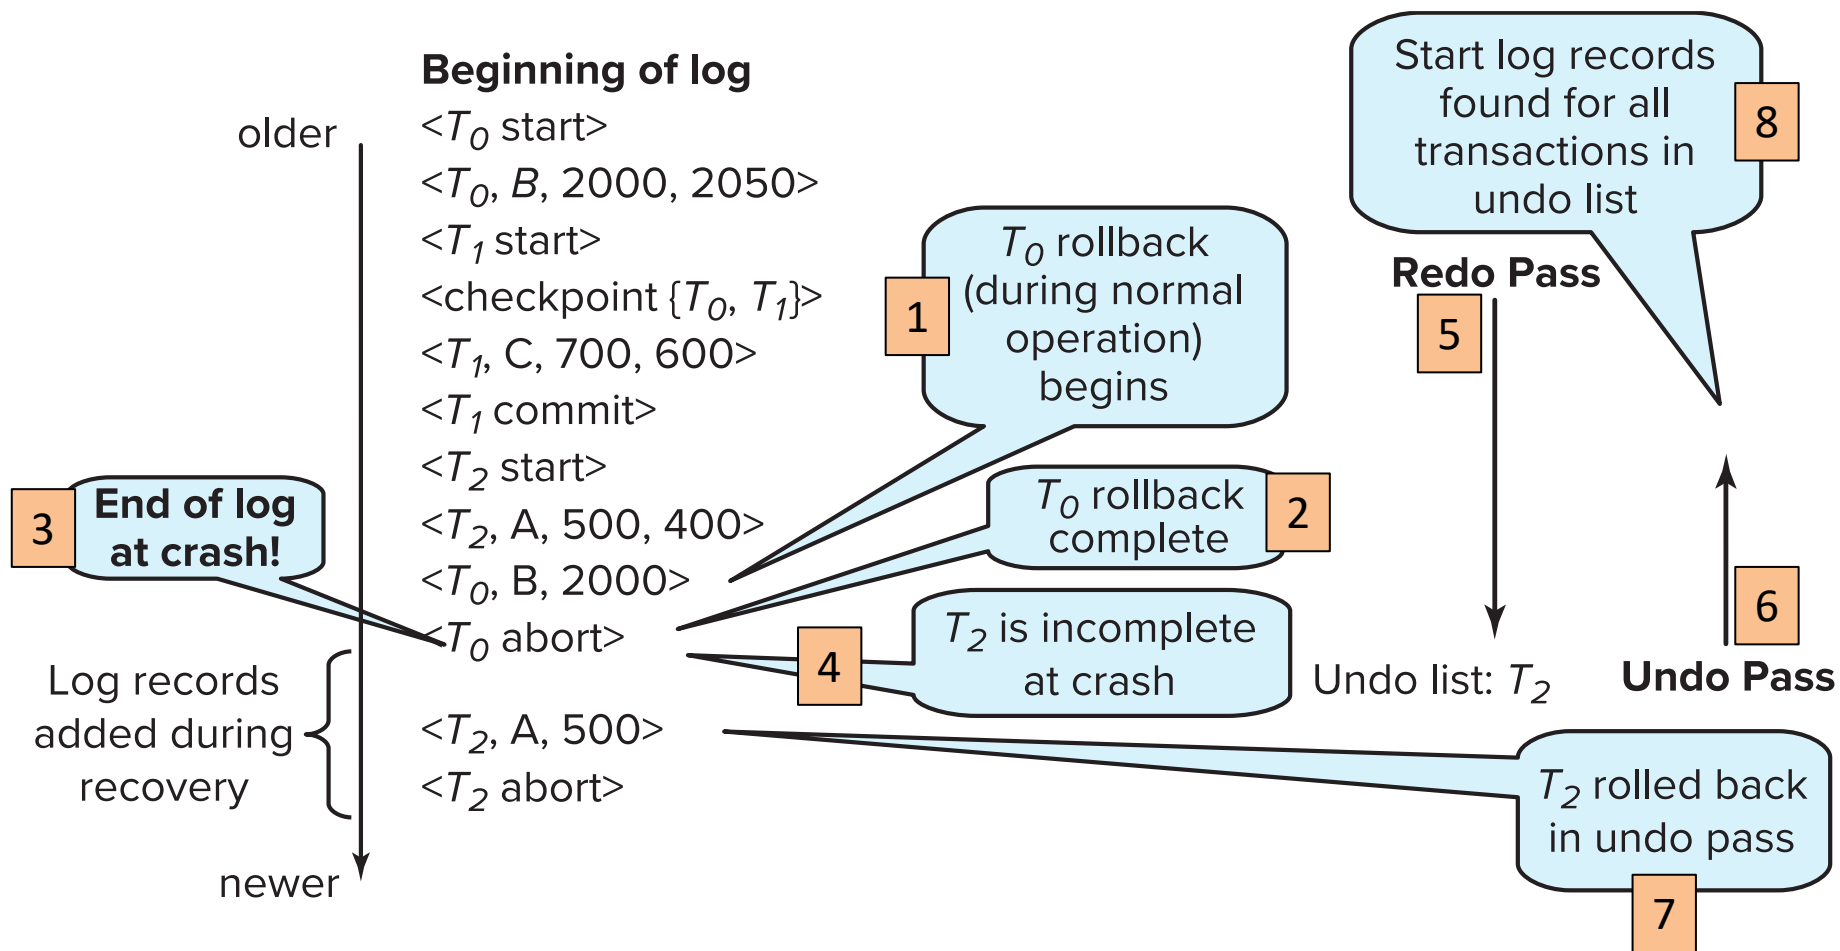 Beginning of log
older
<T0 start>
<T0, B, 2000, 2050>
<T1 start>
<checkpoint {T0, T1}>
<T1, C, 700, 600>
<T1 commit>
<T2 start>
<T2, A, 500, 400>
<T0, B, 2000>
<T0 abort>
<T2, A, 500>
<T2 abort>
newer
Log records
added during
recovery
1
T0 rollback
(during normal
operation)
begins
T0 rollback
complete
2
3
End of log
at crash!
4
T2 is incomplete
at crash
Redo Pass
5
Undo list: T2
6
Undo Pass
T2 rolled back
in undo pass
7
Start log records
found for all
transactions in
undo list
8